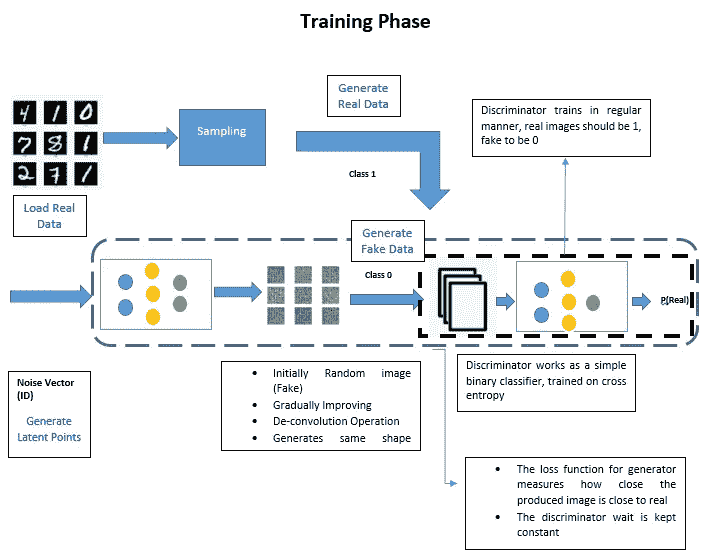 Training Phase
Generate
Real Data
4 1 0
7 8 1
2 7 1
Sampling
Discriminator trains in regular
manner, real images should be 1,
fake to be 0
Class 1
Load Real
Data
Generate
Fake Data
Class 0
P(Real)
Noise Vector
(ID)
Generate
Latent Points
• Initially Random image
(Fake)
• Gradually Improving
• De-convolution Operation
• Generates same shape
Discriminator works as a simple
binary classifier, trained on cross
entropy
• The loss function for generator
measures how close the
produced image is close to real
• The discriminator wait is kept
constant